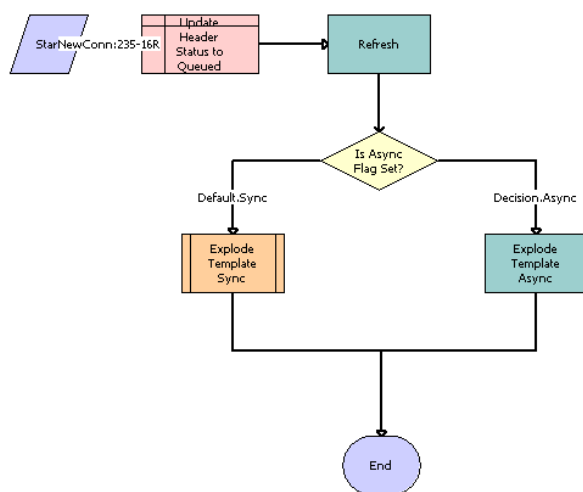 Update
StarNewConn:235-16R
Header
Status to
Queued
Refresh
Is Async
Flag Set?
Default.Sync
Decision.Async
Explode
Template
Sync
Explode
Template
Async
End